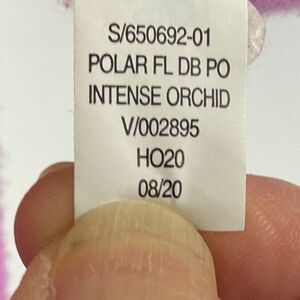 S/650692-01
POLAR FL DB PO
INTENSE ORCHID
V/002895
HO20
08/20